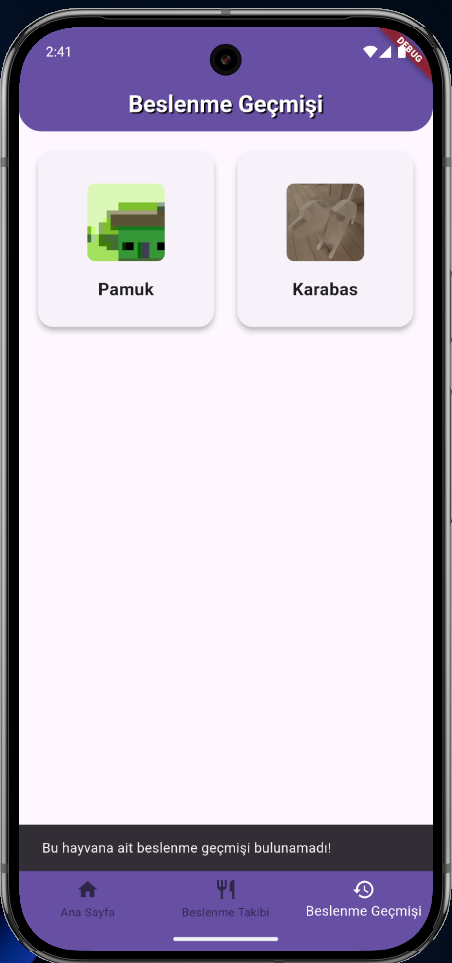 2:41
DEBUG
Beslenme Geçmişi
Pamuk
Karabas
Bu hayvana ait beslenme geçmişi bulunamadı!
Ana Sayfa
Beslenme Takibi
Beslenme Geçmişi